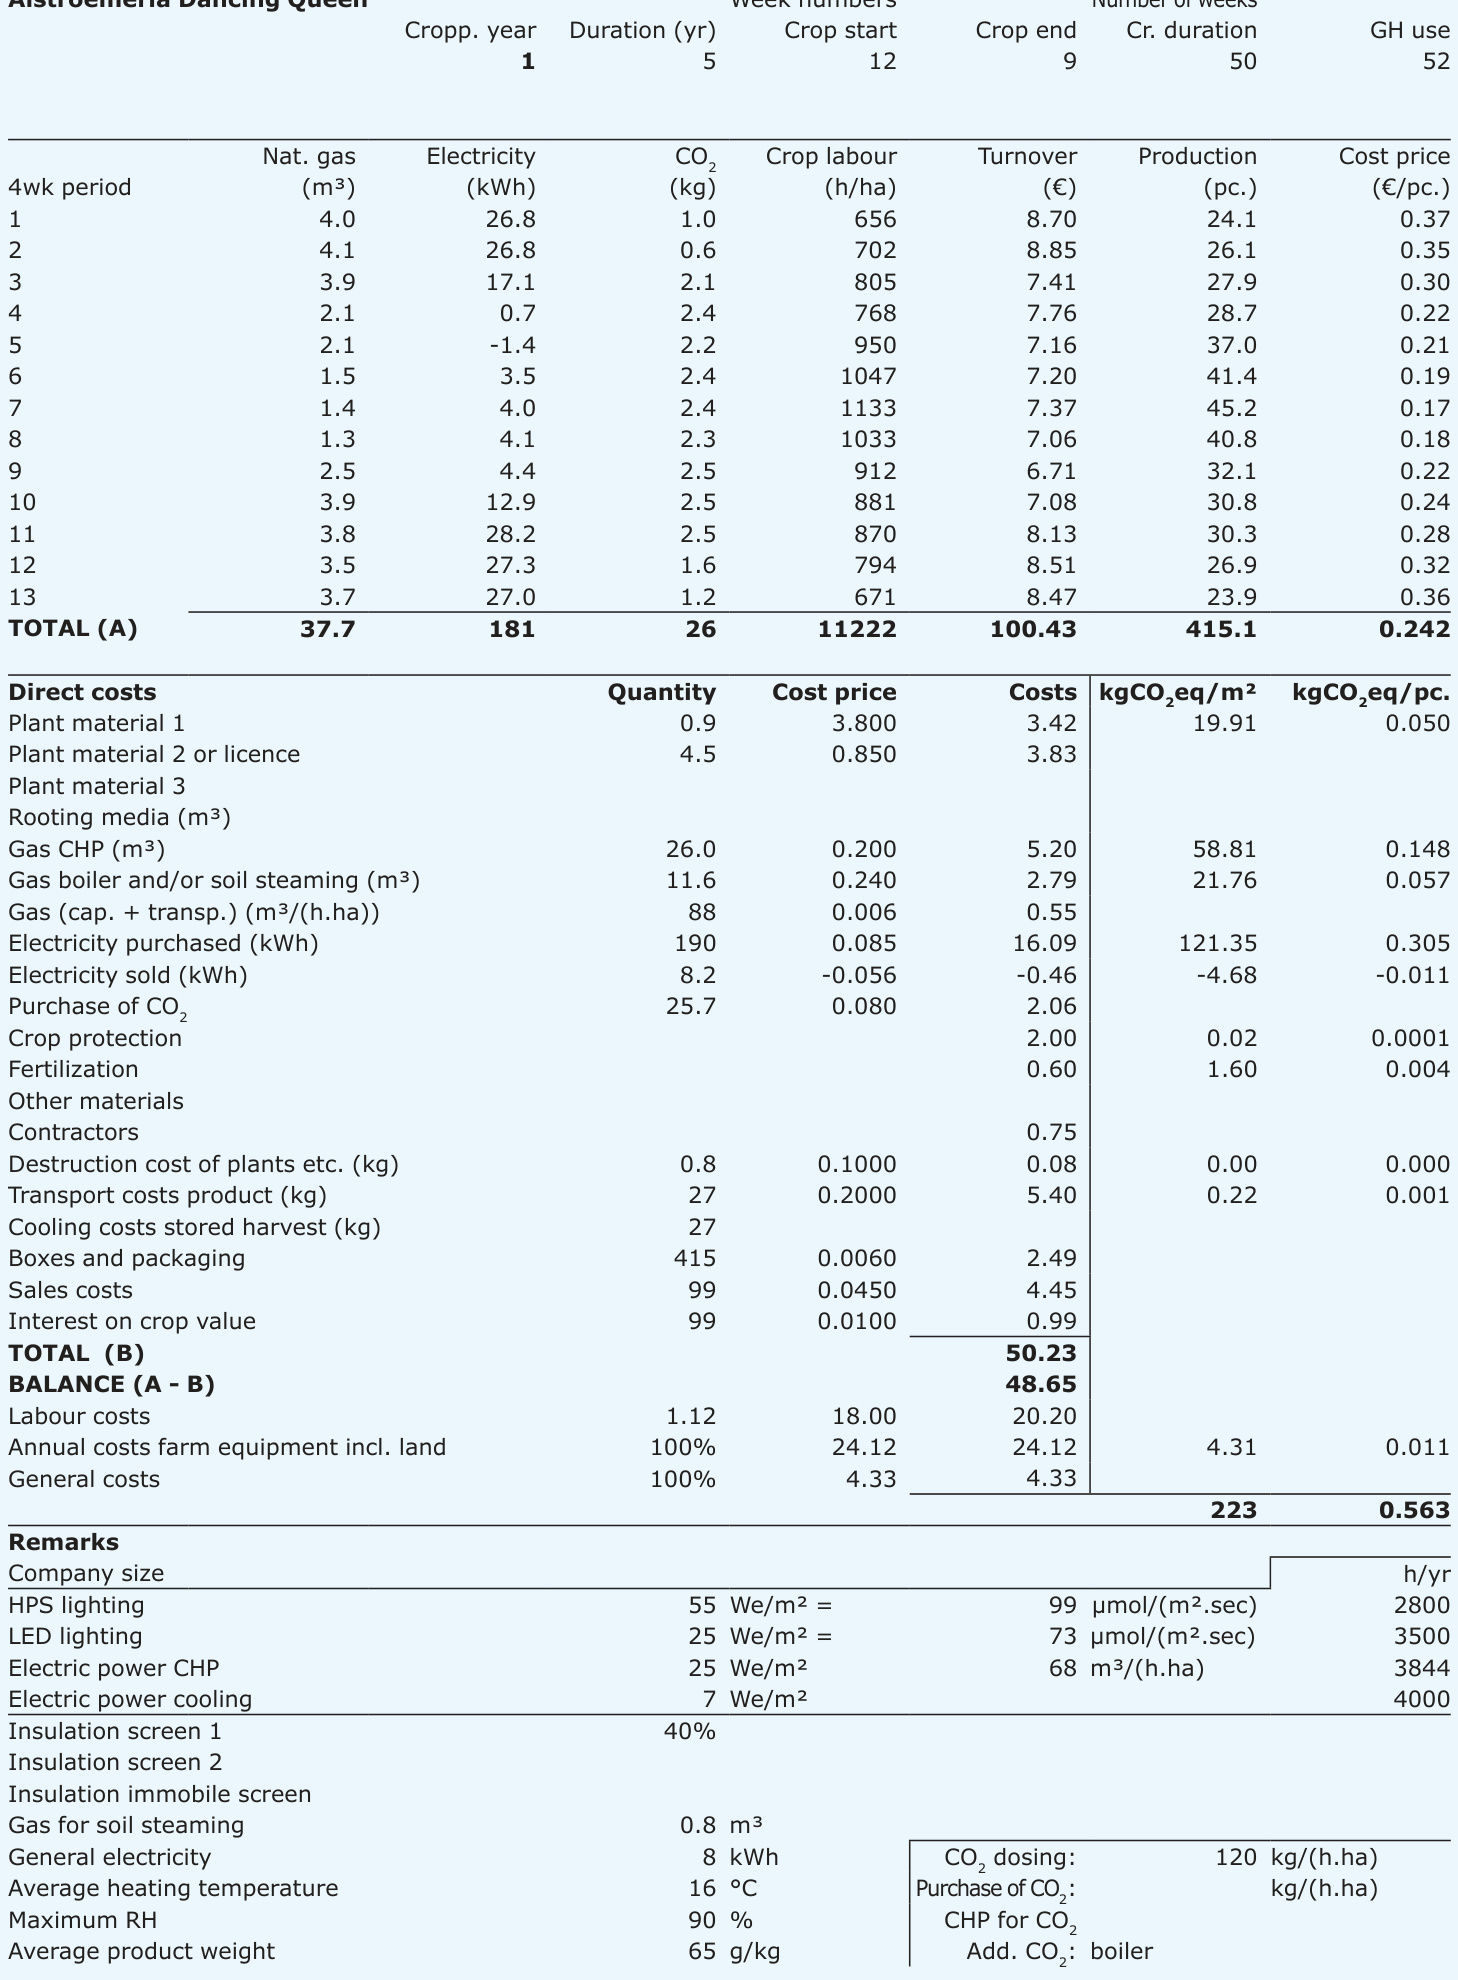 Alstroemeria Dancing Queen Week numbers Number of weeks
Cropp. year Duration (yr) Crop start Crop end Cr. duration GH use
1 5 12 9 50 52
Nat. gas Electricity CO₂ Crop labour Turnover Production Cost price
4wk period (m³) (kWh) (kg) (h/ha) (€) (pc.) (€/pc.)
1 4.0 26.8 1.0 656 8.70 24.1 0.37
2 4.1 26.8 0.6 702 8.85 26.1 0.35
3 3.9 17.1 2.1 805 7.41 27.9 0.30
4 2.1 0.7 2.4 768 7.76 28.7 0.22
5 2.1 -1.4 2.2 950 7.16 37.0 0.21
6 1.5 3.5 2.4 1047 7.20 41.4 0.19
7 1.4 4.0 2.4 1133 7.37 45.2 0.17
8 1.3 4.1 2.3 1033 7.06 40.8 0.18
9 2.5 4.4 2.5 912 6.71 32.1 0.22
10 3.9 12.9 2.5 881 7.08 30.8 0.24
11 3.8 28.2 2.5 870 8.13 30.3 0.28
12 3.5 27.3 1.6 794 8.51 26.9 0.32
13 3.7 27.0 1.2 671 8.47 23.9 0.36
TOTAL (A) 37.7 181 26 11222 100.43 415.1 0.242
Direct costs Quantity Cost price Costs kgCO₂eq/m² kgCO₂eq/pc.
Plant material 1 0.9 3.800 3.42 19.91 0.050
Plant material 2 or licence 4.5 0.850 3.83
Plant material 3
Rooting media (m³)
Gas CHP (m³) 26.0 0.200 5.20 58.81 0.148
Gas boiler and/or soil steaming (m³) 11.6 0.240 2.79 21.76 0.057
Gas (cap. + transp.) (m³/(h.ha)) 88 0.006 0.55
Electricity purchased (kWh) 190 0.085 16.09 121.35 0.305
Electricity sold (kWh) 8.2 -0.056 -0.46 -4.68 -0.011
Purchase of CO₂ 25.7 0.080 2.06
Crop protection 2.00 0.02 0.0001
Fertilization 0.60 1.60 0.004
Other materials
Contractors 0.75
Destruction cost of plants etc. (kg) 0.8 0.1000 0.08 0.00 0.000
Transport costs product (kg) 27 0.2000 5.40 0.22 0.001
Cooling costs stored harvest (kg) 27
Boxes and packaging 415 0.0060 2.49
Sales costs 99 0.0450 4.45
Interest on crop value 99 0.0100 0.99
TOTAL (B) 50.23
BALANCE (A - B) 48.65
Labour costs 1.12 18.00 20.20
Annual costs farm equipment incl. land 100% 24.12 24.12 4.31 0.011
General costs 100% 4.33 4.33
223 0.563
Remarks
Company size h/yr
HPS lighting 55 We/m² = 99 µmol/(m².sec) 2800
LED lighting 25 We/m² = 73 µmol/(m².sec) 3500
Electric power CHP 25 We/m² 68 m³/(h.ha) 3844
Electric power cooling 7 We/m² 4000
Insulation screen 1 40%
Insulation screen 2
Insulation immobile screen
Gas for soil steaming 0.8 m³
General electricity 8 kWh CO₂ dosing: 120 kg/(h.ha)
Average heating temperature 16 °C Purchase of CO₂: kg/(h.ha)
Maximum RH 90 % CHP for CO₂
Average product weight 65 g/kg Add. CO₂: boiler